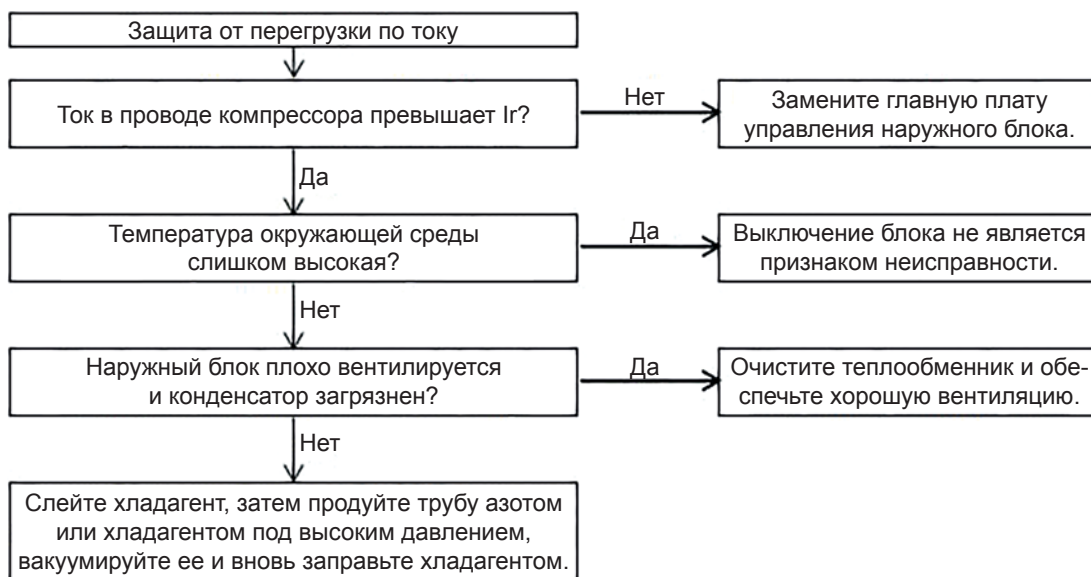 Защита от перегрузки по току
Ток в проводе компрессора превышает Ir?
Нет
Замените главную плату
управления наружного блока.
Да
Температура окружающей среды
слишком высокая?
Да
Выключение блока не является
признаком неисправности.
Нет
Наружный блок плохо вентилируется
и конденсатор загрязнен?
Да
Очистите теплообменник и обе-
спечьте хорошую вентиляцию.
Нет
Слейте хладагент, затем продуйте трубу азотом
или хладагентом под высоким давлением,
вакуумируйте ее и вновь заправьте хладагентом.